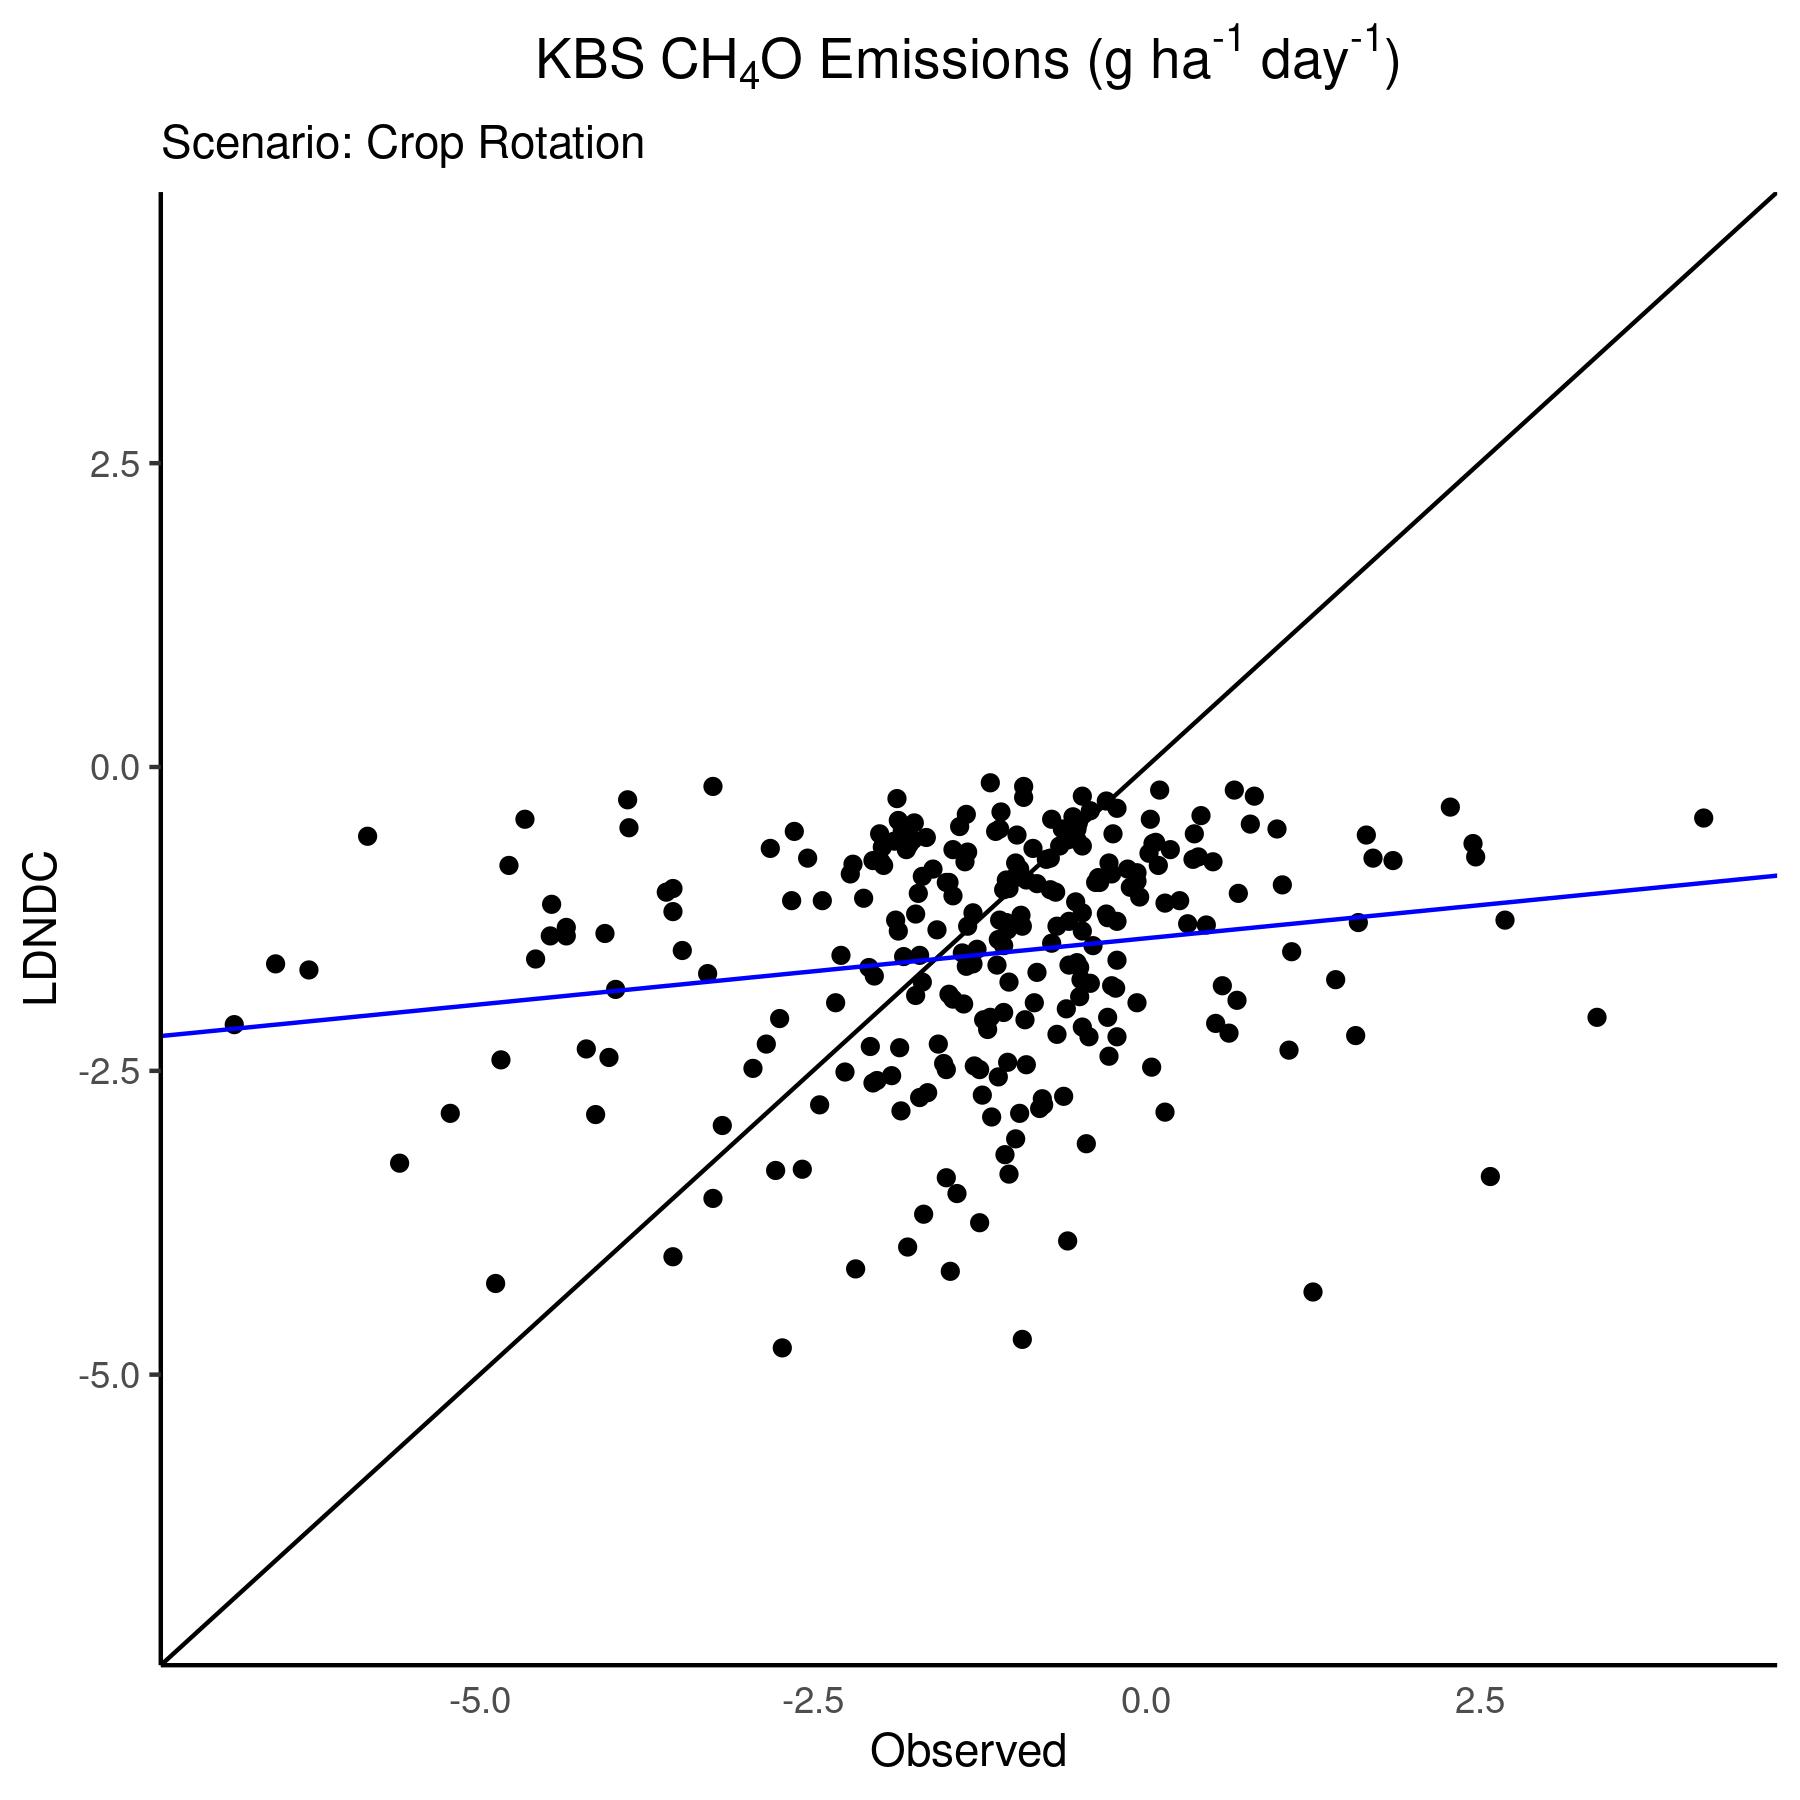 KBS CH₄O Emissions (g ha⁻¹ day⁻¹)
Scenario: Crop Rotation
LDNDC
2.5
0.0
-2.5
-5.0
-5.0 -2.5 0.0 2.5
Observed